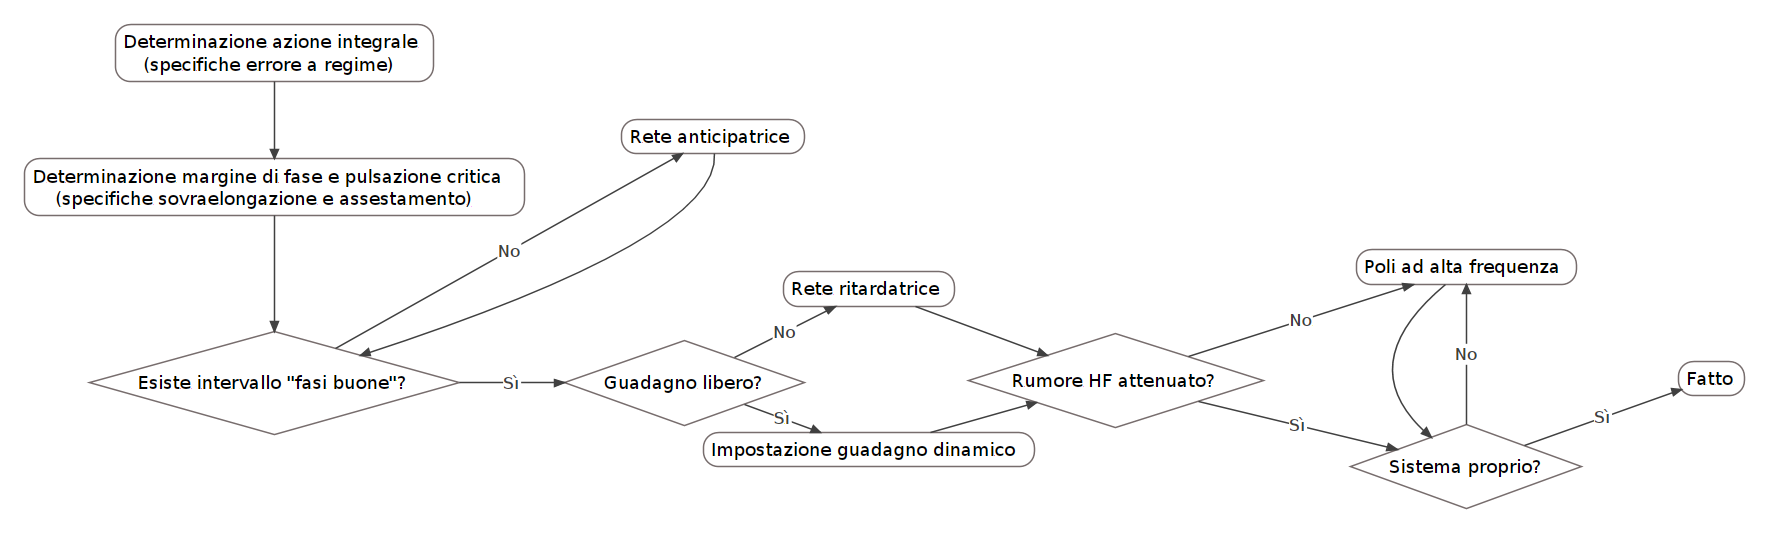 Determinazione azione integrale
(specifiche errore a regime)
Determinazione margine di fase e pulsazione critica
(specifiche sovraelongazione e assestamento)
Esiste intervallo "fasi buone"?
No
Rete anticipatrice
Sì
Guadagno libero?
No
Rete ritardatrice
Sì
Impostazione guadagno dinamico
Rumore HF attenuato?
No
Poli ad alta frequenza
Sì
No
Sistema proprio?
Sì
Fatto